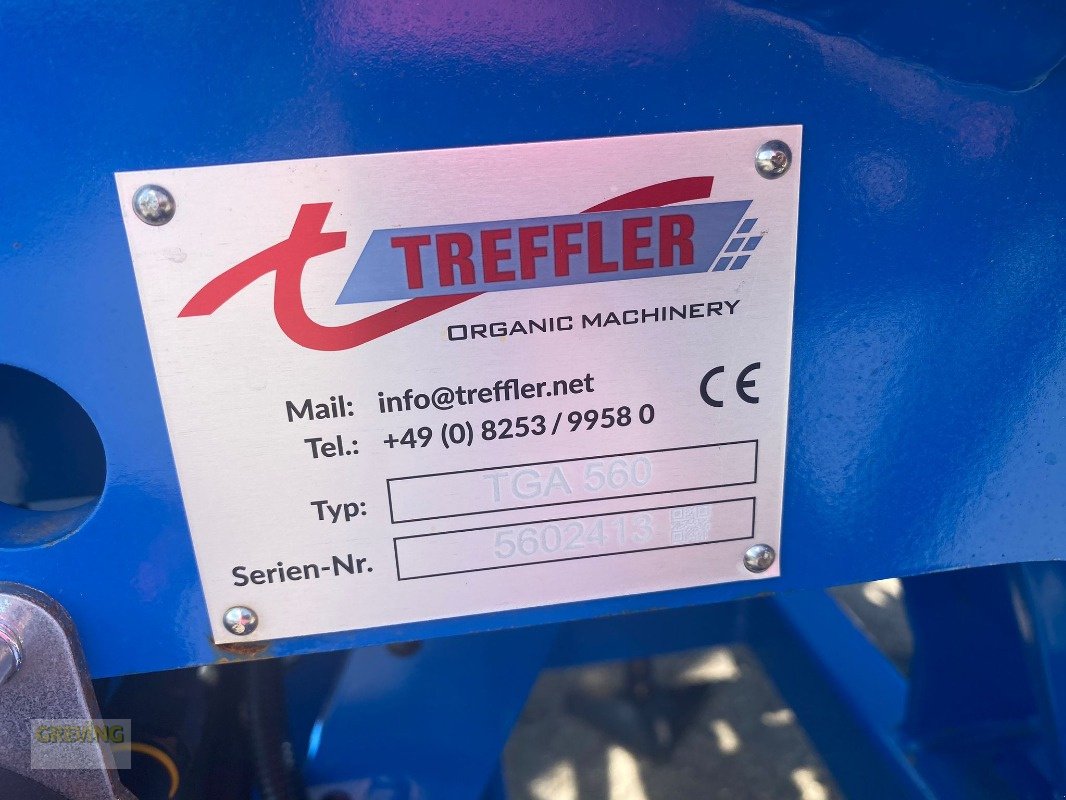 TREFFLER
ORGANIC MACHINERY
Mail: info@treffler.net
Tel.: +49 (0) 8253 / 9958 0
CE
Typ: TGA 560
Serien-Nr. 5602413
GREVING